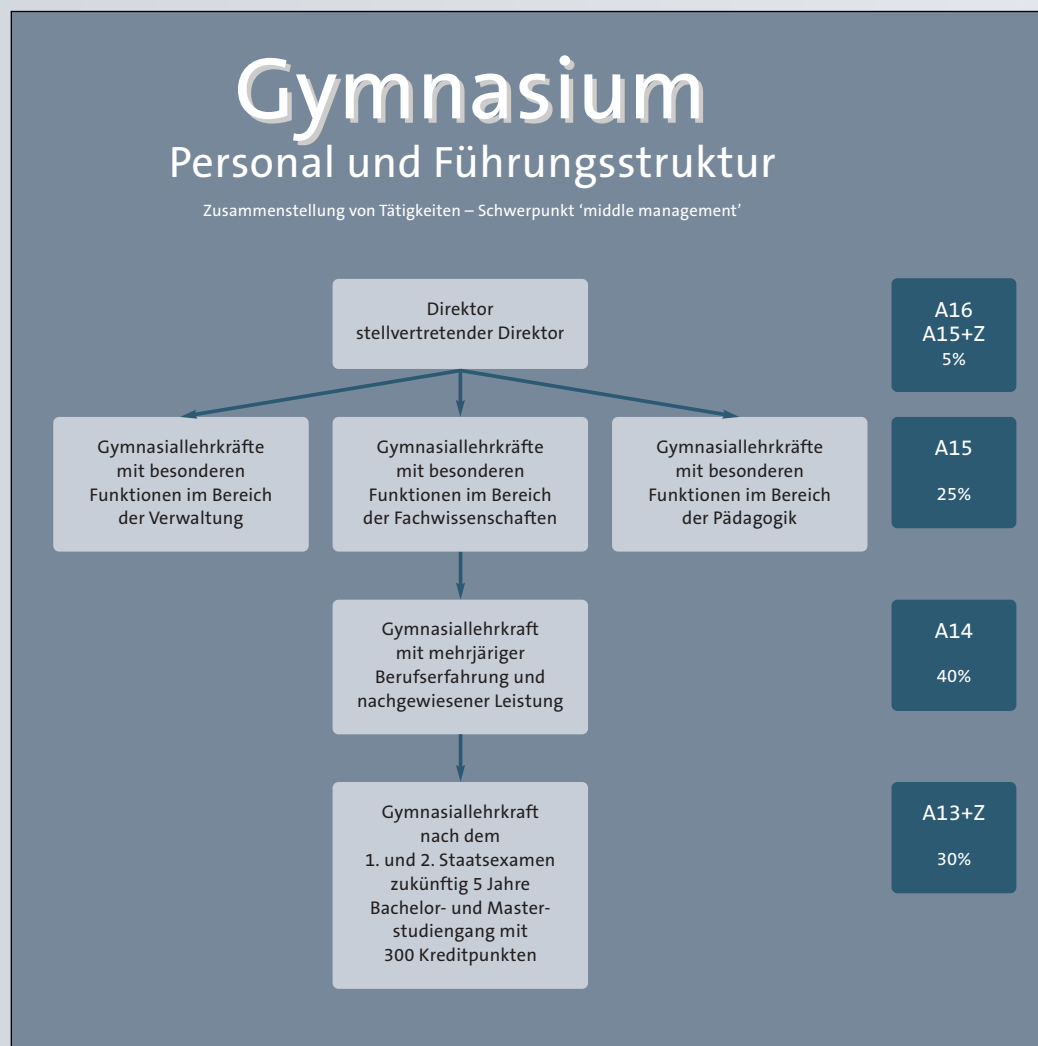 Gymnasium
Personal und Führungsstruktur
Zusammenstellung von Tätigkeiten – Schwerpunkt ‘middle management’
Direktor
stellvertretender Direktor
A16
A15+Z
5%
Gymnasiallehrkräfte
mit besonderen
Funktionen im Bereich
der Verwaltung
Gymnasiallehrkräfte
mit besonderen
Funktionen im Bereich
der Fachwissenschaften
Gymnasiallehrkräfte
mit besonderen
Funktionen im Bereich
der Pädagogik
A15
25%
Gymnasiallehrkraft
mit mehrjäriger
Berufserfahrung und
nachgewiesener Leistung
A14
40%
Gymnasiallehrkraft
nach dem
1. und 2. Staatsexamen
zukünftig 5 Jahre
Bachelor- und Master-
studiengang mit
300 Kreditpunkten
A13+Z
30%